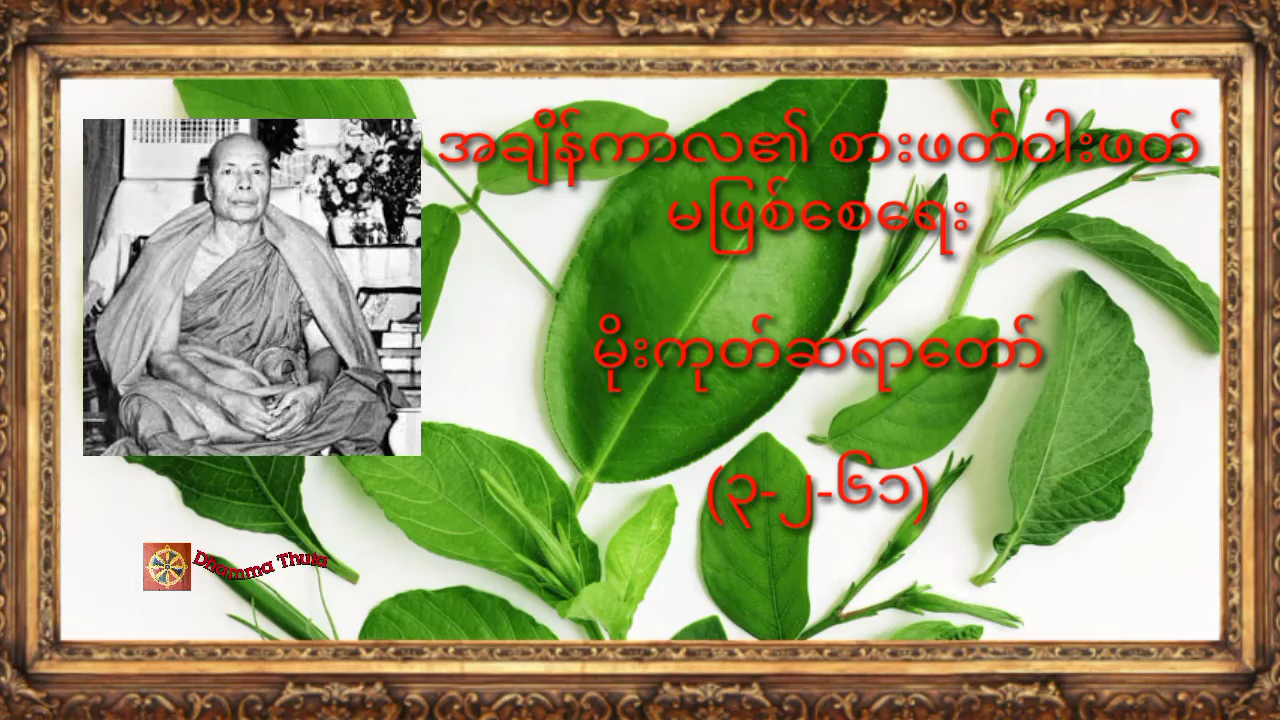 အချိန်ကာလ၏ စားဖတ်ဝါးဖတ်
မဖြစ်စေရေး
မိုးကုတ်ဆရာတော်
(၃-၂-၆၁)
Dhamma Thuta